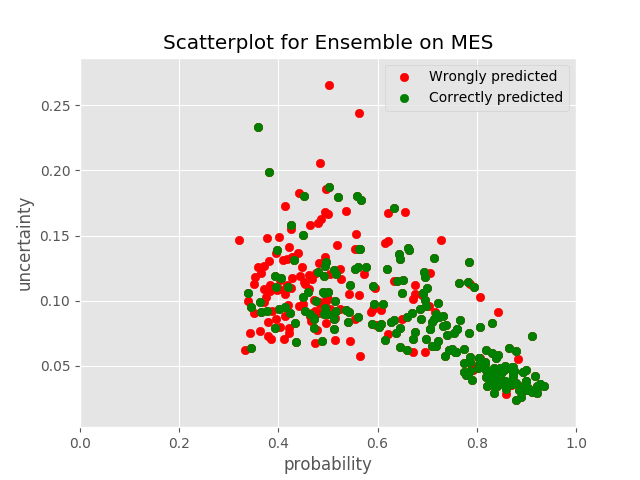 Scatterplot for Ensemble on MES
Wrongly predicted
Correctly predicted
0.25
0.20
0.15
0.10
0.05
uncertainty
0.0 0.2 0.4 0.6 0.8 1.0
probability